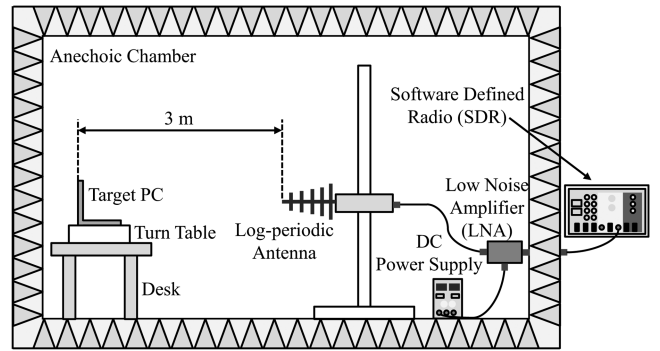 Anechoic Chamber
3 m
Software Defined
Radio (SDR)
Target PC
Turn Table
Log-periodic
Antenna
Low Noise
Amplifier
(LNA)
DC
Power Supply
Desk